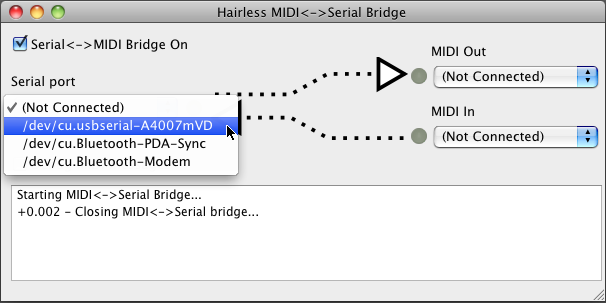 Hairless MIDI<->Serial Bridge
Serial<->MIDI Bridge On
MIDI Out
(Not Connected)
Serial port
(Not Connected)
/dev/cu.usbserial-A4007mVD
/dev/cu.Bluetooth-PDA-Sync
/dev/cu.Bluetooth-Modem
MIDI In
(Not Connected)
Starting MIDI<->Serial Bridge...
+0.002 - Closing MIDI<->Serial bridge...